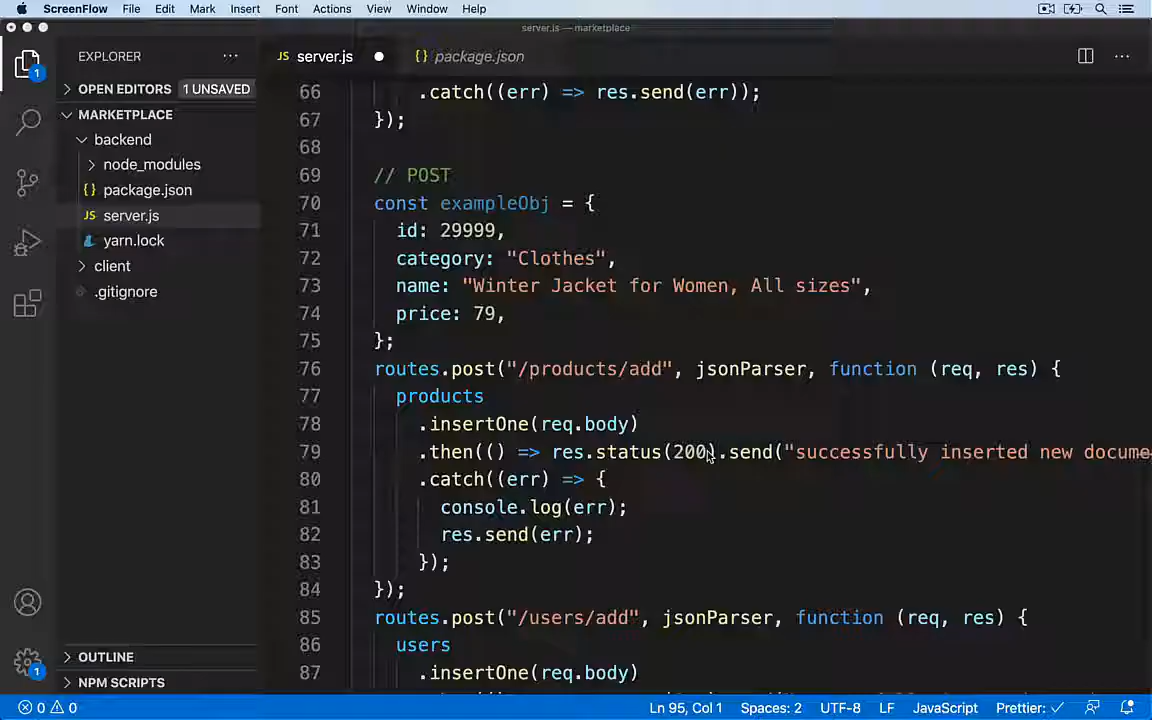 ScreenFlow File Edit Mark Insert Font Actions View Window Help
server.js — marketplace
EXPLORER
JS server.js
{} package.json
1
OPEN EDITORS 1 UNSAVED
MARKETPLACE
backend
node_modules
{} package.json
JS server.js
yarn.lock
client
.gitignore
OUTLINE
NPM SCRIPTS
1
66 .catch((err) => res.send(err));
67 });
68
69 // POST
70 const exampleObj = {
71 id: 29999,
72 category: "Clothes",
73 name: "Winter Jacket for Women, All sizes",
74 price: 79,
75 };
76 routes.post("/products/add", jsonParser, function (req, res) {
77 products
78 .insertOne(req.body)
79 .then(() => res.status(200).send("successfully inserted new docume
80 .catch((err) => {
81 console.log(err);
82 res.send(err);
83 });
84 });
85 routes.post("/users/add", jsonParser, function (req, res) {
86 users
87 .insertOne(req.body)
0 0
Ln 95, Col 1 Spaces: 2 UTF-8 LF JavaScript Prettier: ✓